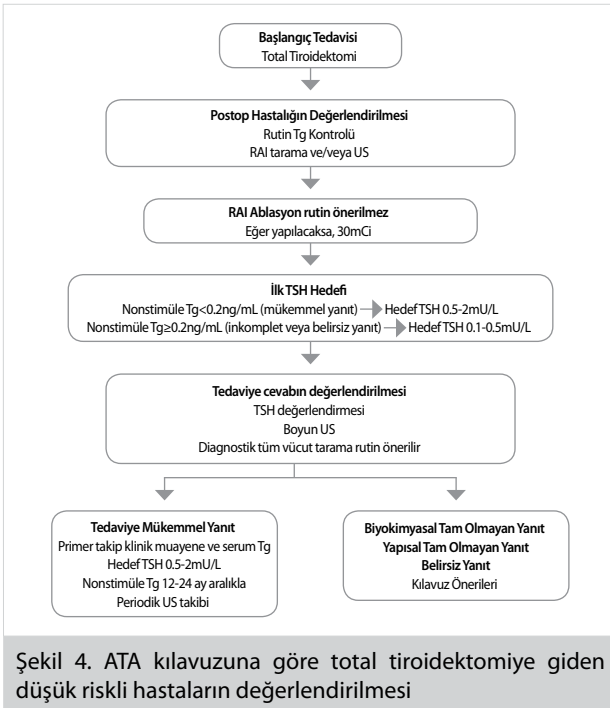 Başlangıç Tedavisi
Total Tiroidektomi
Postop Hastalığın Değerlendirilmesi
Rutin Tg Kontrolü
RAI tarama ve/veya US
RAI Ablasyon rutin önerilmez
Eğer yapılacaksa, 30mCi
İlk TSH Hedefi
Nonstimüle Tg<0.2ng/mL (mükemmel yanıt) → Hedef TSH 0.5-2mU/L
Nonstimüle Tg≥0.2ng/mL (inkomplet veya belirsiz yanıt) → Hedef TSH 0.1-0.5mU/L
Tedaviye cevabın değerlendirilmesi
TSH değerlendirmesi
Boyun US
Diagnostik tüm vücut tarama rutin önerilir
Tedaviye Mükemmel Yanıt
Primer takip klinik muayene ve serum Tg
Hedef TSH 0.5-2mU/L
Nonstimüle Tg 12-24 ay aralıkla
Periodik US takibi
Biyokimyasal Tam Olmayan Yanıt
Yapısal Tam Olmayan Yanıt
Belirsiz Yanıt
Kılavuz Önerileri
Şekil 4. ATA kılavuzuna göre total tiroidektomiye giden
düşük riskli hastaların değerlendirilmesi